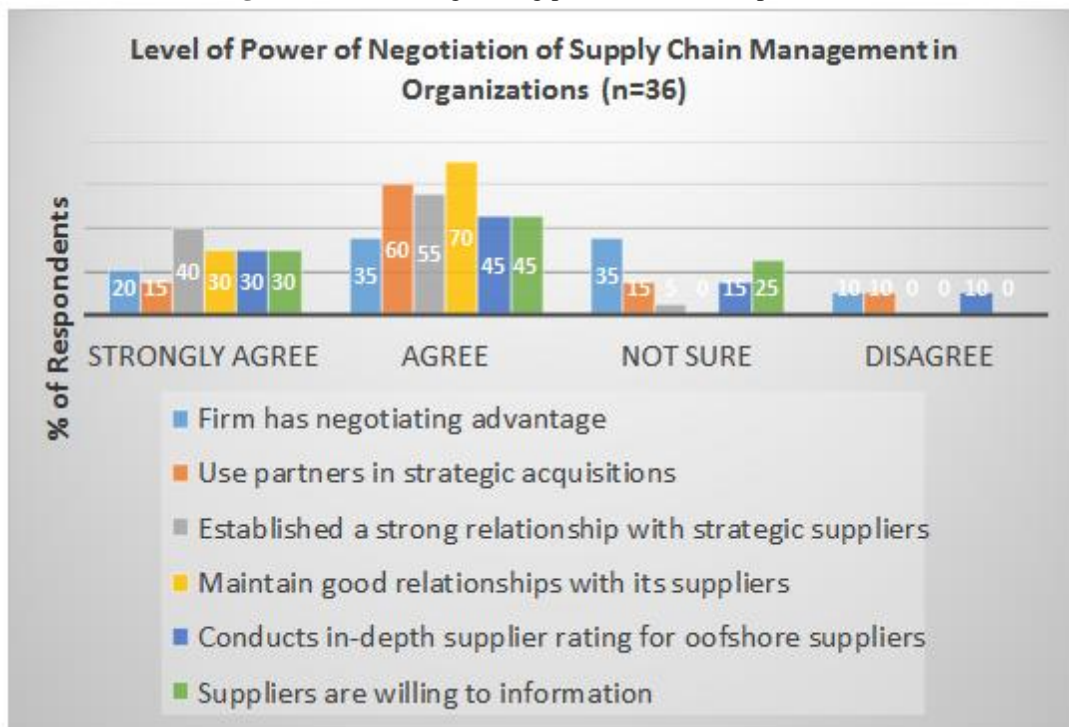 Level of Power of Negotiation of Supply Chain Management in
Organizations (n=36)
% of Respondents
20 15 40 30 30 30
35 60 55 70 45 45
35 15 5 0 15 25
10 10 0 0 10 0
STRONGLY AGREE AGREE NOT SURE DISAGREE
Firm has negotiating advantage
Use partners in strategic acquisitions
Established a strong relationship with strategic suppliers
Maintain good relationships with its suppliers
Conducts in-depth supplier rating for oofshore suppliers
Suppliers are willing to information